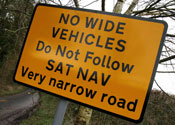 NO WIDE
VEHICLES
Do Not Follow
SAT NAV
Very narrow road